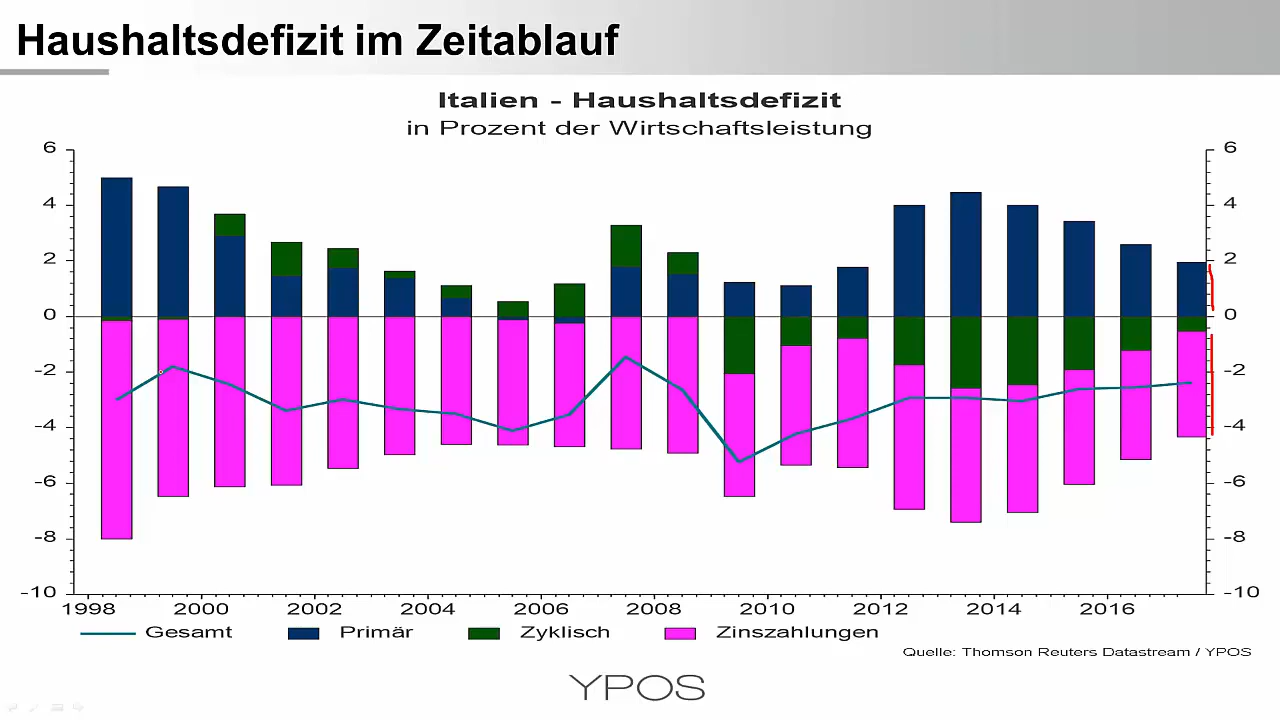 Haushaltsdefizit im Zeitablauf
Italien - Haushaltsdefizit
in Prozent der Wirtschaftsleistung
6 6
4 4
2 2
0 0
-2 -2
-4 -4
-6 -6
-8 -8
-10 -10
1998 2000 2002 2004 2006 2008 2010 2012 2014 2016
Gesamt Primär Zyklisch Zinszahlungen
Quelle: Thomson Reuters Datastream / YPOS
YPOS